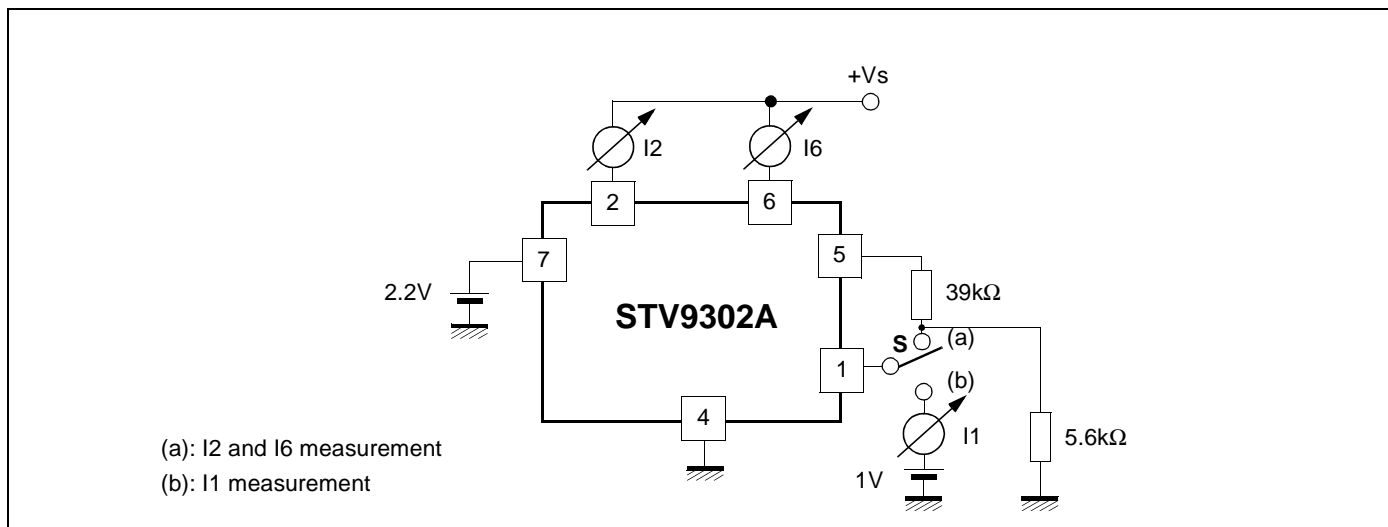 +Vs
I2
I6
2
6
7
5
2.2V
39kΩ
STV9302A
S
(a)
1
(b)
4
I1
5.6kΩ
1V
(a): I2 and I6 measurement
(b): I1 measurement